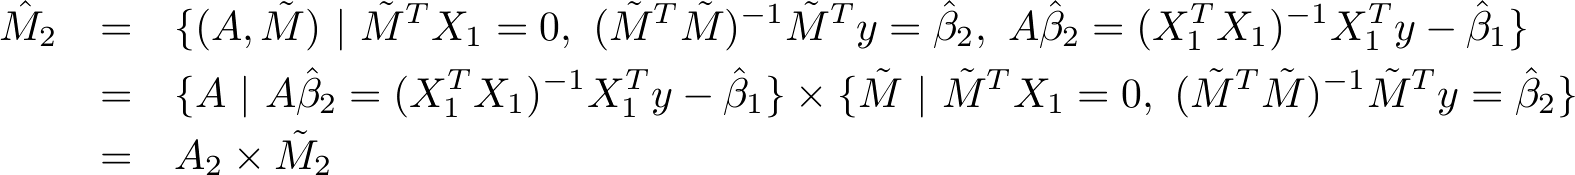 $\hat{M}_2 = \{(A, \tilde{M}) \mid \tilde{M}^T X_1 = 0,\ (\tilde{M}^T \tilde{M})^{-1} \tilde{M}^T y = \hat{\beta}_2,\ A\hat{\beta}_2 = (X_1^T X_1)^{-1} X_1^T y - \hat{\beta}_1\}$
$= \{A \mid A\hat{\beta}_2 = (X_1^T X_1)^{-1} X_1^T y - \hat{\beta}_1\} \times \{\tilde{M} \mid \tilde{M}^T X_1 = 0,\ (\tilde{M}^T \tilde{M})^{-1} \tilde{M}^T y = \hat{\beta}_2\}$
$= A_2 \times \tilde{M}_2$